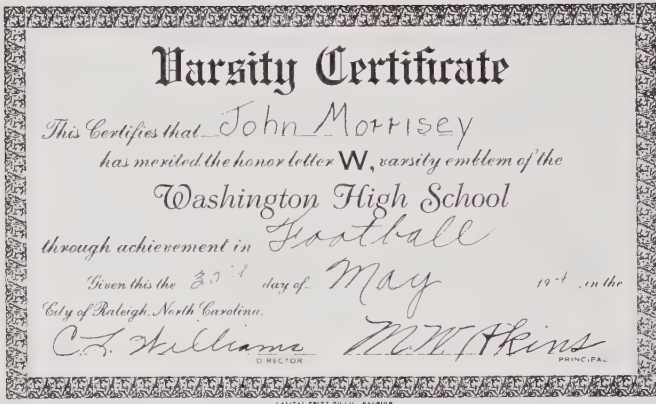 Varsity Certificate
This Certifies that John Morrisey
has merited the honor letter W, varsity emblem of the
Washington High School
through achievement in Football
Given this the day of May 19 in the
City of Raleigh, North Carolina.
C. L. Williams M. W. Akins
DIRECTOR PRINCIPAL